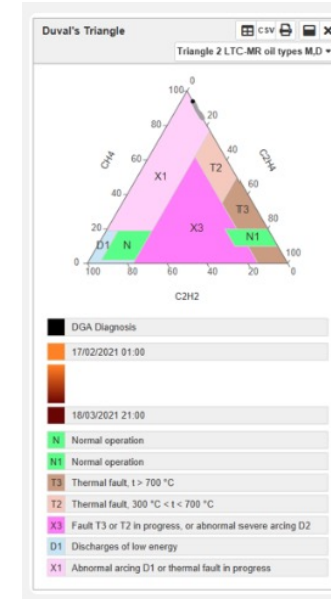 Duval's Triangle CSV
Triangle 2 LTC-MR oil types M,D
0
100
80
20
60
40
CH4
C2H4
T2
X1
40
60
T3
20
X3
80
D1
N
N1
0
100
100
80
60
40
20
0
C2H2
DGA Diagnosis
17/02/2021 01:00
18/03/2021 21:00
N Normal operation
N1 Normal operation
T3 Thermal fault, t > 700 °C
T2 Thermal fault, 300 °C < t < 700 °C
X3 Fault T3 or T2 in progress, or abnormal severe arcing D2
D1 Discharges of low energy
X1 Abnormal arcing D1 or thermal fault in progress